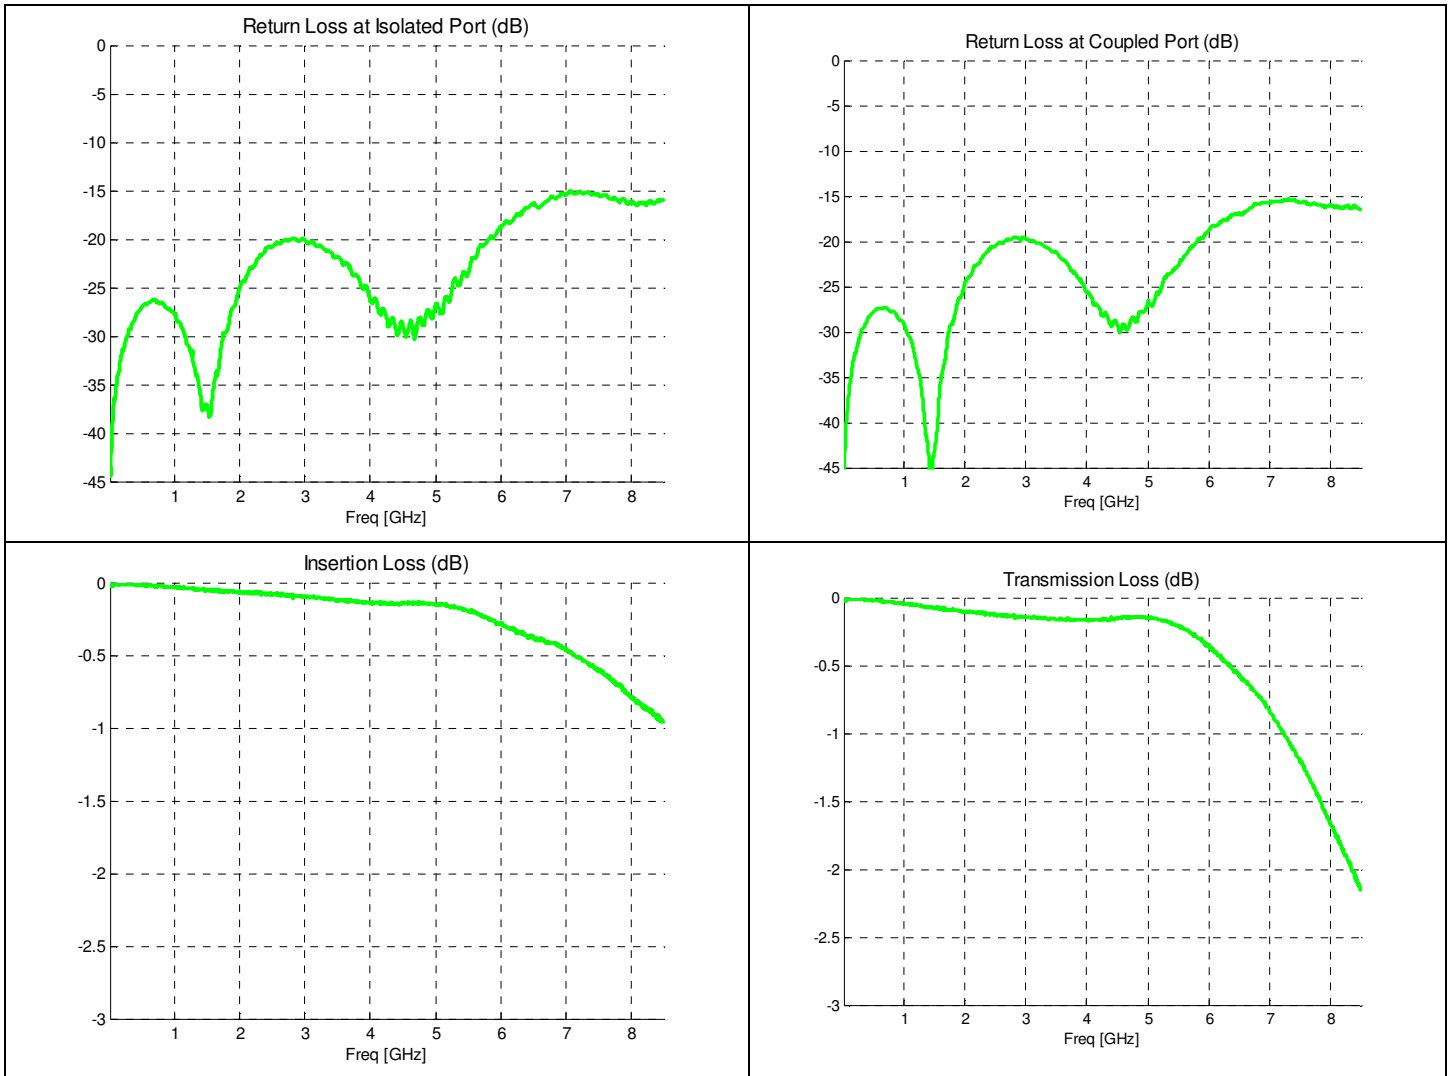 Return Loss at Isolated Port (dB)
0
-5
-10
-15
-20
-25
-30
-35
-40
-45
1 2 3 4 5 6 7 8
Freq [GHz]
Return Loss at Coupled Port (dB)
0
-5
-10
-15
-20
-25
-30
-35
-40
-45
1 2 3 4 5 6 7 8
Freq [GHz]
Insertion Loss (dB)
0
-0.5
-1
-1.5
-2
-2.5
-3
1 2 3 4 5 6 7 8
Freq [GHz]
Transmission Loss (dB)
0
-0.5
-1
-1.5
-2
-2.5
-3
1 2 3 4 5 6 7 8
Freq [GHz]